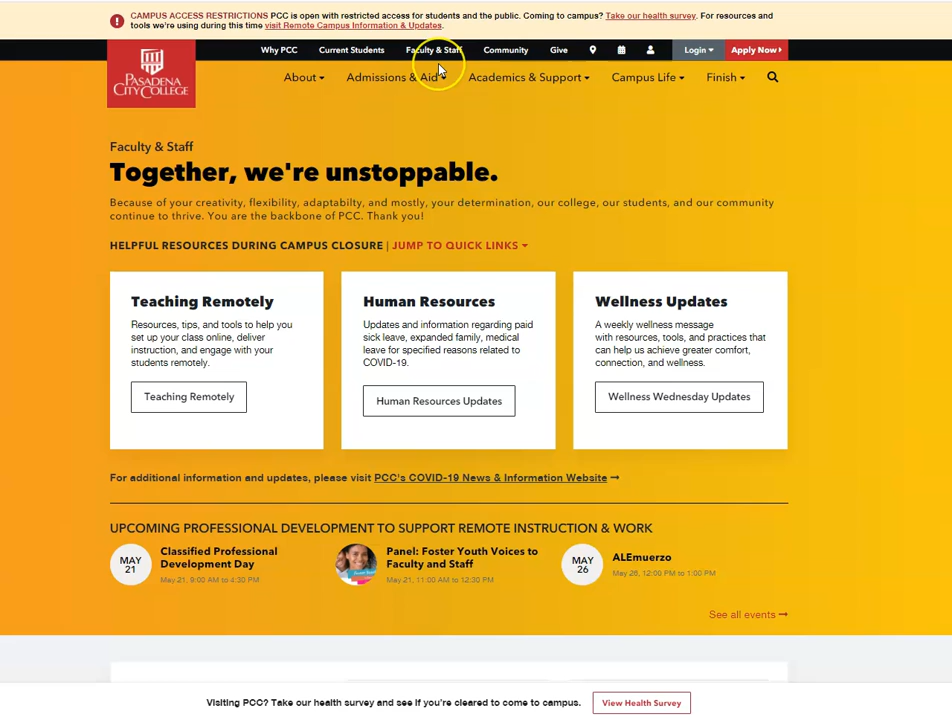 CAMPUS ACCESS RESTRICTIONS PCC is open with restricted access for students and the public. Coming to campus? Take our health survey. For resources and
tools we're using during this time visit Remote Campus Information & Updates.
Why PCC Current Students Faculty & Staff Community Give Login Apply Now
PASADENA
CITY COLLEGE
About Admissions & Aid Academics & Support Campus Life Finish
Faculty & Staff
Together, we're unstoppable.
Because of your creativity, flexibility, adaptabilty, and mostly, your determination, our college, our students, and our community
continue to thrive. You are the backbone of PCC. Thank you!
HELPFUL RESOURCES DURING CAMPUS CLOSURE | JUMP TO QUICK LINKS
Teaching Remotely
Resources, tips, and tools to help you
set up your class online, deliver
instruction, and engage with your
students remotely.
Teaching Remotely
Human Resources
Updates and information regarding paid
sick leave, expanded family, medical
leave for specified reasons related to
COVID-19.
Human Resources Updates
Wellness Updates
A weekly wellness message
with resources, tools, and practices that
can help us achieve greater comfort,
connection, and wellness.
Wellness Wednesday Updates
For additional information and updates, please visit PCC's COVID-19 News & Information Website →
UPCOMING PROFESSIONAL DEVELOPMENT TO SUPPORT REMOTE INSTRUCTION & WORK
MAY
21
Classified Professional
Development Day
May 21, 9:00 AM to 4:30 PM
Panel: Foster Youth Voices to
Faculty and Staff
May 21, 11:00 AM to 12:30 PM
MAY
26
ALEmuerzo
May 26, 12:00 PM to 1:00 PM
See all events →
Visiting PCC? Take our health survey and see if you're cleared to come to campus. View Health Survey